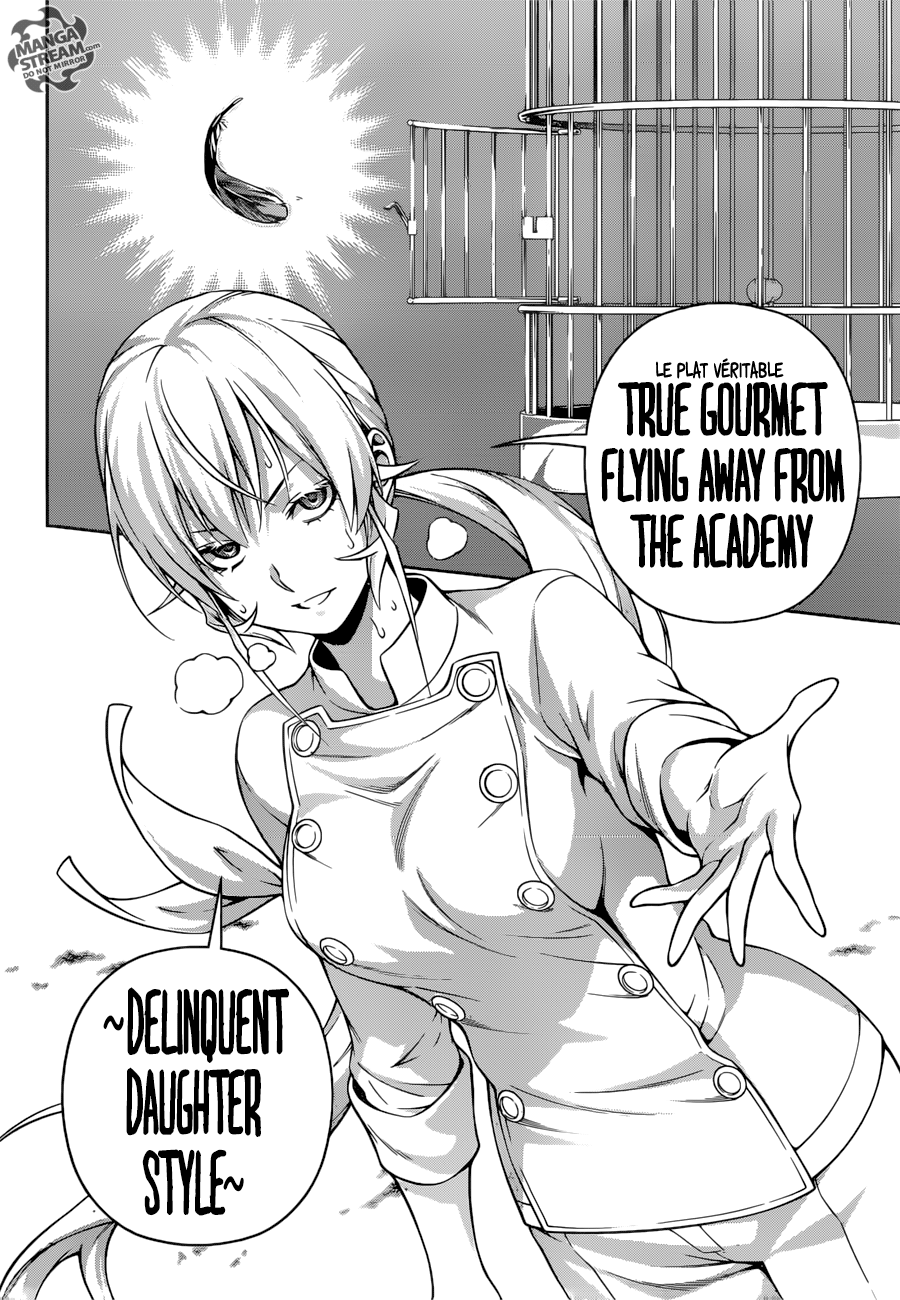 MANGA
STREAM.com
DO NOT MIRROR
LE PLAT VÉRITABLE
TRUE GOURMET
FLYING AWAY FROM
THE ACADEMY
~DELINQUENT
DAUGHTER
STYLE~